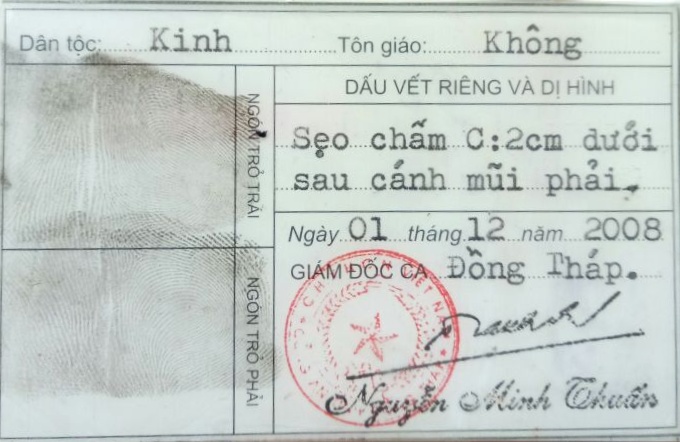 Dân tộc: Kinh Tôn giáo: Không
NGÓN TRỎ TRÁI
NGÓN TRỎ PHẢI
DẤU VẾT RIÊNG VÀ DỊ HÌNH
Sẹo chấm C:2cm dưới
sau cánh mũi phải.
Ngày 01 tháng 12 năm 2008
GIÁM ĐỐC CA Đồng Tháp.
Nguyễn Minh Thuấn